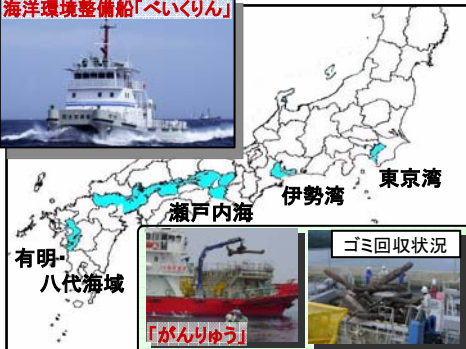 海洋環境整備船「べいくりん」
東京湾
伊勢湾
瀬戸内海
有明・
八代海域
ゴミ回収状況
「がんりゅう」